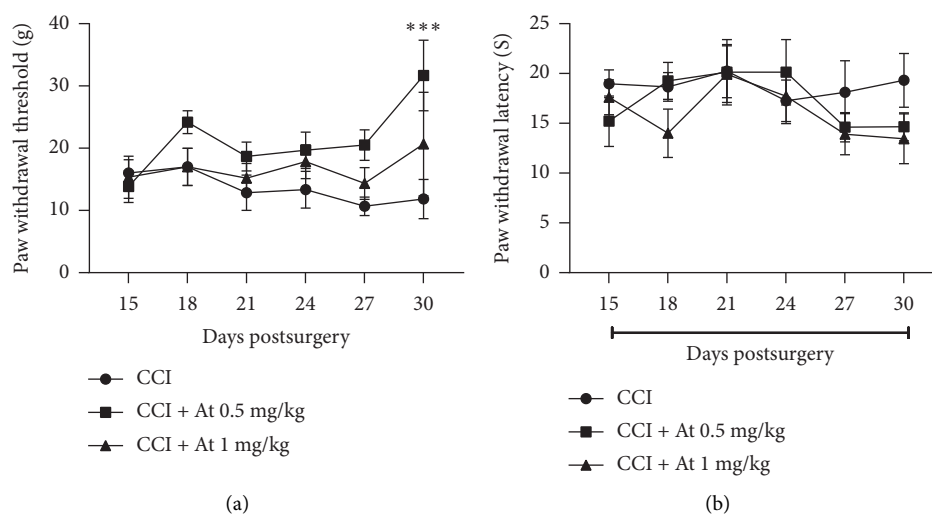 Paw withdrawal threshold (g)
40
30
20
10
0
***
15 18 21 24 27 30
Days postsurgery
CCI
CCI + At 0.5 mg/kg
CCI + At 1 mg/kg
(a)
Paw withdrawal latency (S)
25
20
15
10
5
0
15 18 21 24 27 30
Days postsurgery
CCI
CCI + At 0.5 mg/kg
CCI + At 1 mg/kg
(b)